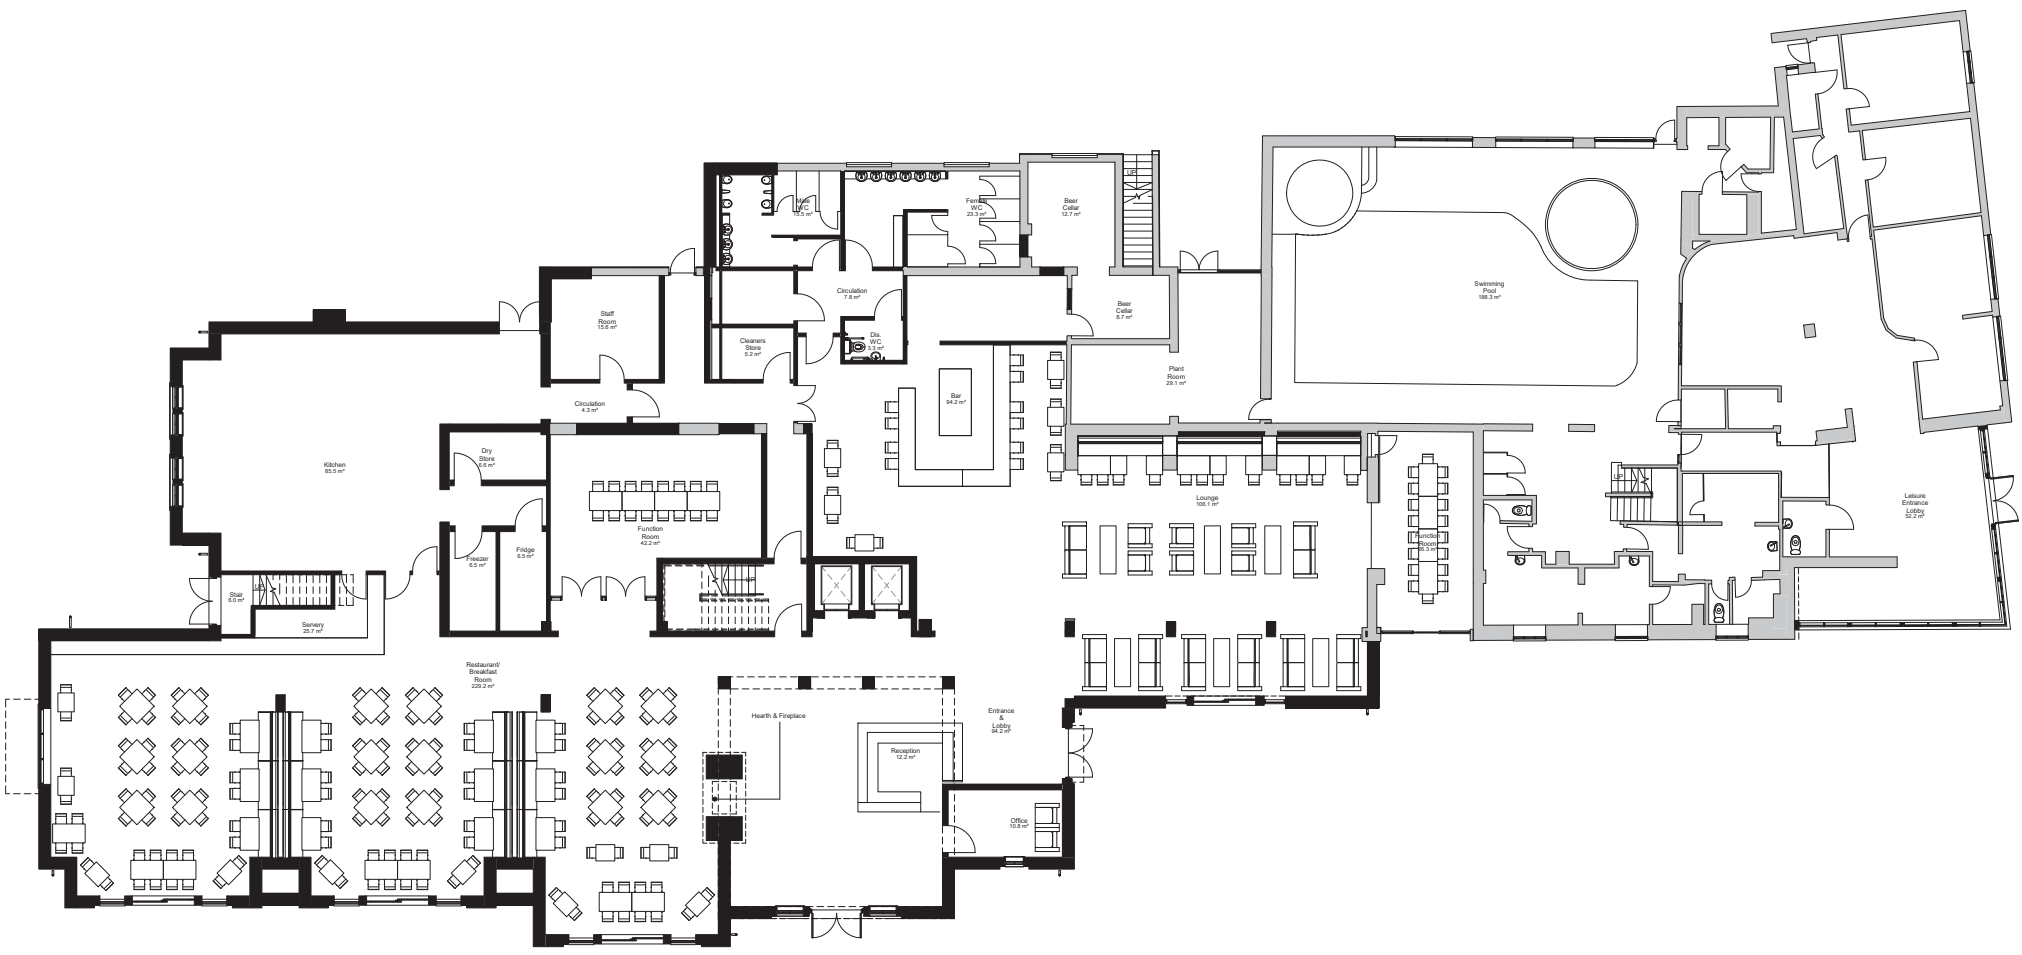 Male
WC
15.5 m²
Female
WC
23.3 m²
Beer
Cellar
12.7 m²
UP
Circulation
7.8 m²
Beer
Cellar
8.7 m²
Swimming
Pool
188.3 m²
Staff
Room
15.6 m²
Cleaners
Store
5.2 m²
Dis.
WC
3.3 m²
Plant
Room
29.1 m²
Bar
94.2 m²
Circulation
4.3 m²
Kitchen
85.5 m²
Dry
Store
6.6 m²
Lounge
106.1 m²
UP
Leisure
Entrance
Lobby
52.2 m²
Function
Room
42.2 m²
Function
Room
26.3 m²
Freezer
6.5 m²
Fridge
6.5 m²
UP
UP
Stair
6.0 m²
Servery
25.7 m²
Restaurant/
Breakfast
Room
229.2 m²
Hearth & Fireplace
Entrance
&
Lobby
94.2 m²
Reception
12.2 m²
Office
10.8 m²